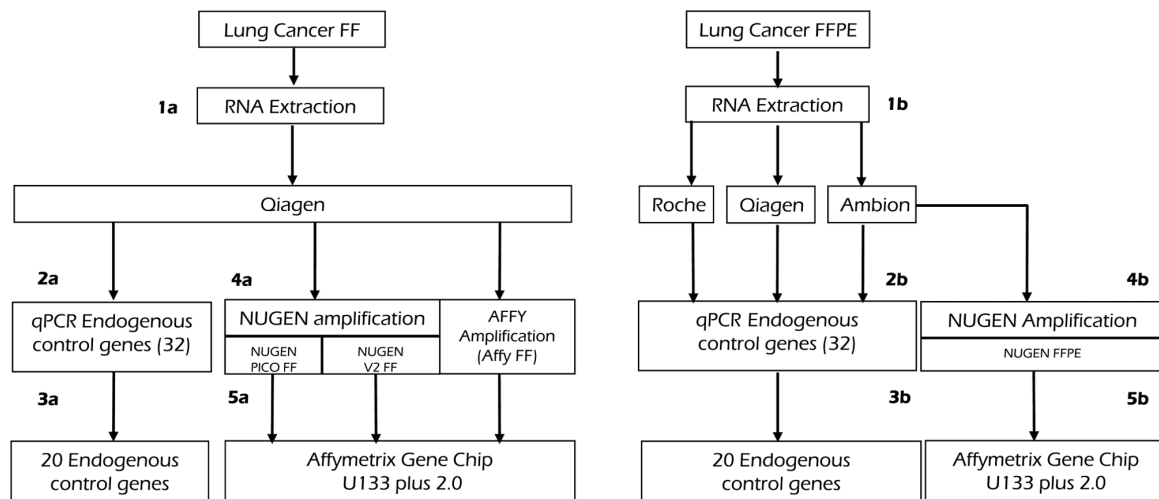 Lung Cancer FF
1a
RNA Extraction
Qiagen
2a
4a
qPCR Endogenous
control genes (32)
NUGEN amplification
NUGEN
PICO FF
NUGEN
V2 FF
AFFY
Amplification
(Affy FF)
3a
5a
20 Endogenous
control genes
Affymetrix Gene Chip
U133 plus 2.0
Lung Cancer FFPE
RNA Extraction
1b
Roche
Qiagen
Ambion
2b
4b
qPCR Endogenous
control genes (32)
NUGEN Amplification
NUGEN FFPE
3b
5b
20 Endogenous
control genes
Affymetrix Gene Chip
U133 plus 2.0